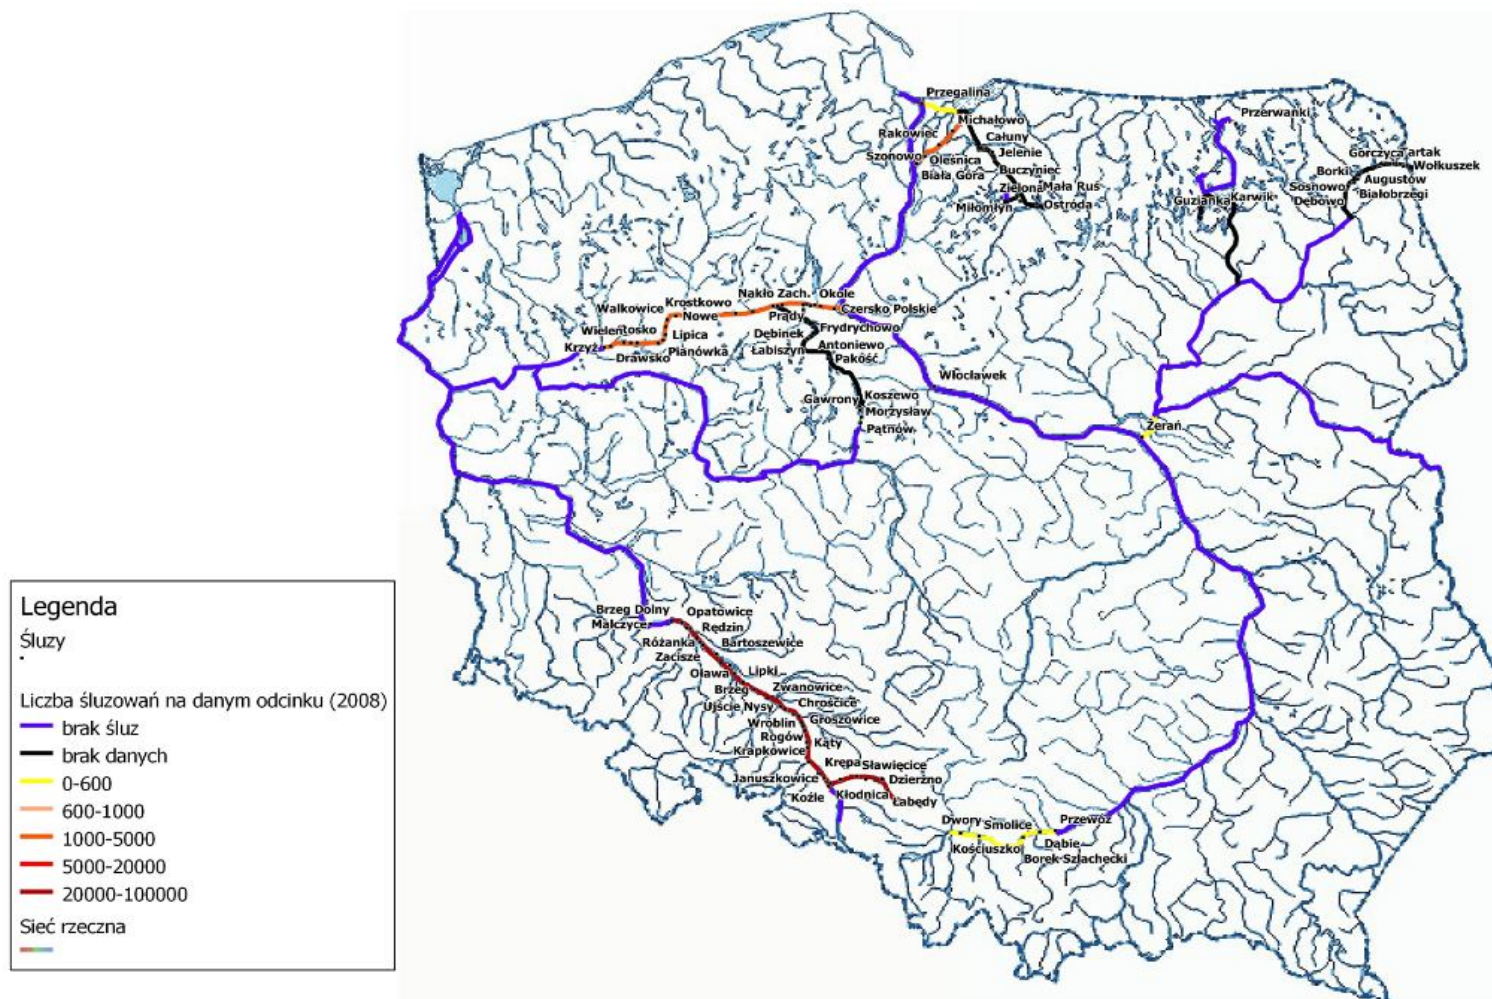 Przegalina
Michałowo
Rakowiec
Całuny
Szonowo
Oleśnica
Jelenie
Biała Góra
Buczyniec
Zielona
Mała Ruś
Miłomłyn
Ostróda
Przerwanki
Gorczyca
artak
Borki
Wołkuszek
Sosnowo
Augustów
Dębowo
Białobrzegi
Guzianka
Karwik
Nakło Zach.
Okole
Walkowice
Krostkowo
Nowe
Czersko Polskie
Prądy
Wieleń
osko
Lipica
Dębinek
Frydrychowo
Krzyż
Drawsko
Pianówka
Łabiszyn
Antoniewo
Pakość
Włocławek
Gawrony
Koszewo
Morzysław
Pątnów
Żerań
Brzeg Dolny
Opatowice
Malczyce
Rędzin
Różanka
Bartoszewice
Zacisze
Oława
Lipki
Brzeg
Zwanowice
Ujście Nysy
Chrościce
Wróblin
Groszowice
Rogów
Kąty
Krapkowice
Krępa
Sławięcice
Januszkowice
Dzierżno
Koźle
Kłodnica
Łabędy
Dwory
Smolice
Przewóz
Kościuszko
Dąbie
Borek Szlachecki
Legenda
Śluzy
Liczba śluzowań na danym odcinku (2008)
brak śluz
brak danych
0-600
600-1000
1000-5000
5000-20000
20000-100000
Sieć rzeczna